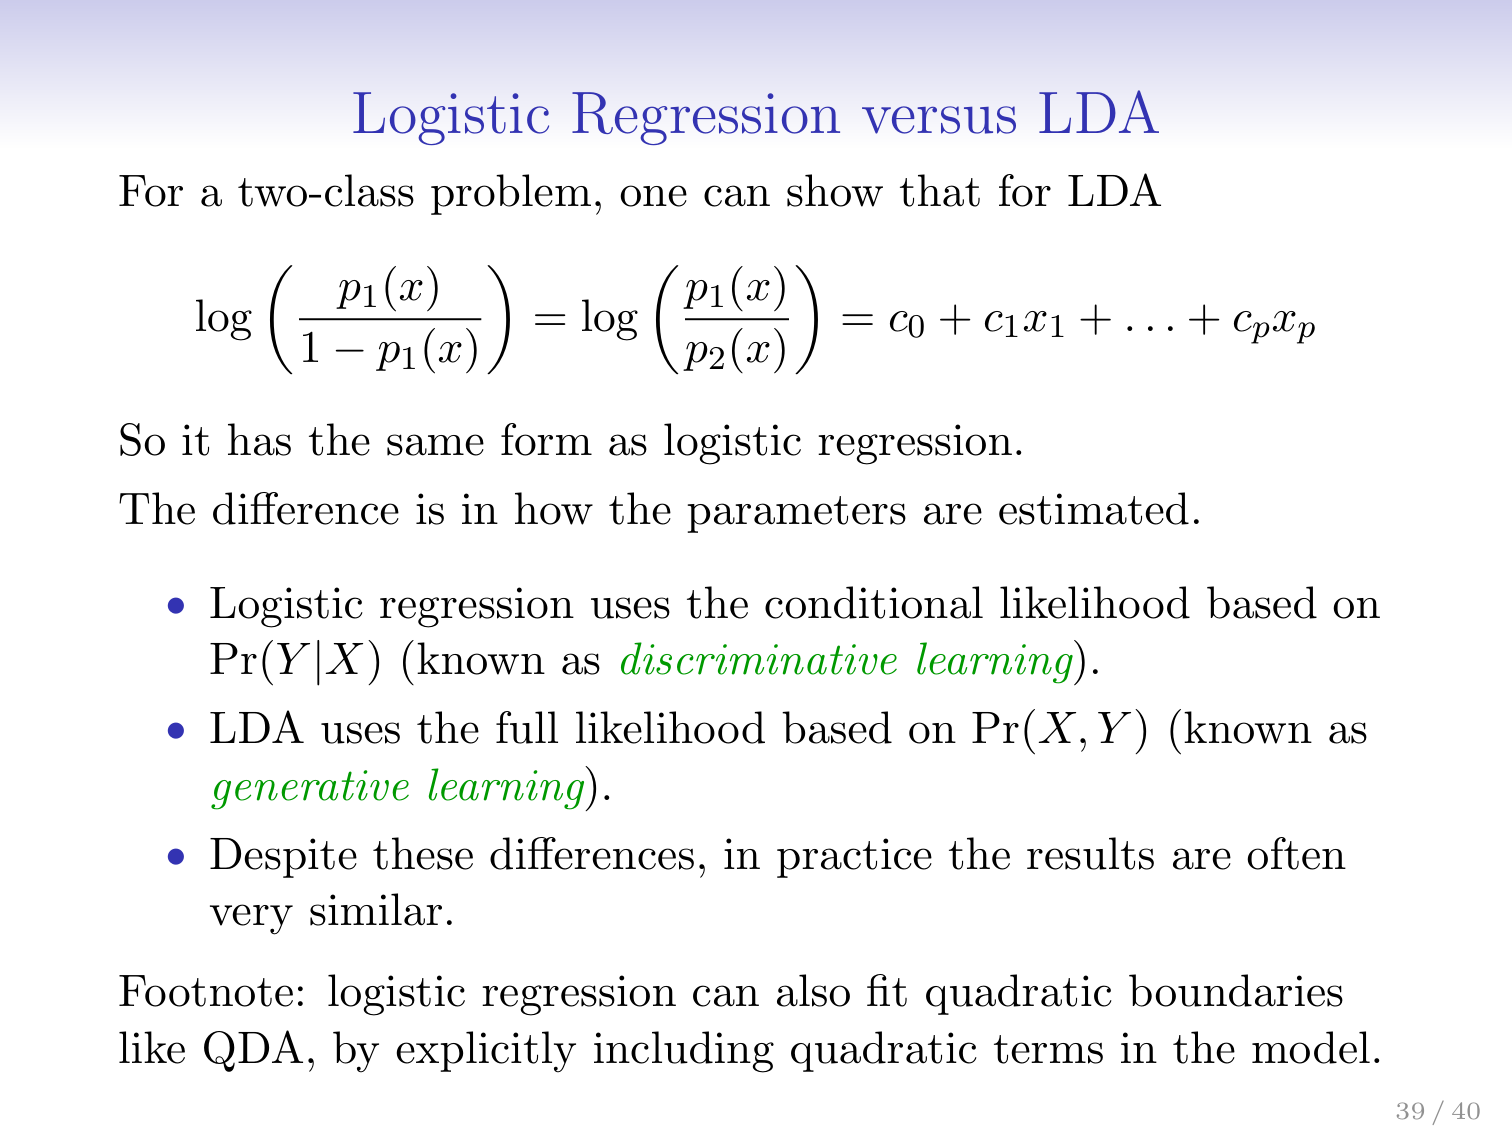 Logistic Regression versus LDA
For a two-class problem, one can show that for LDA
log ( p₁(x) / 1 − p₁(x) ) = log ( p₁(x) / p₂(x) ) = c₀ + c₁x₁ + … + cₚxₚ
So it has the same form as logistic regression.
The difference is in how the parameters are estimated.
• Logistic regression uses the conditional likelihood based on
Pr(Y|X) (known as discriminative learning).
• LDA uses the full likelihood based on Pr(X, Y) (known as
generative learning).
• Despite these differences, in practice the results are often
very similar.
Footnote: logistic regression can also fit quadratic boundaries
like QDA, by explicitly including quadratic terms in the model.
39 / 40